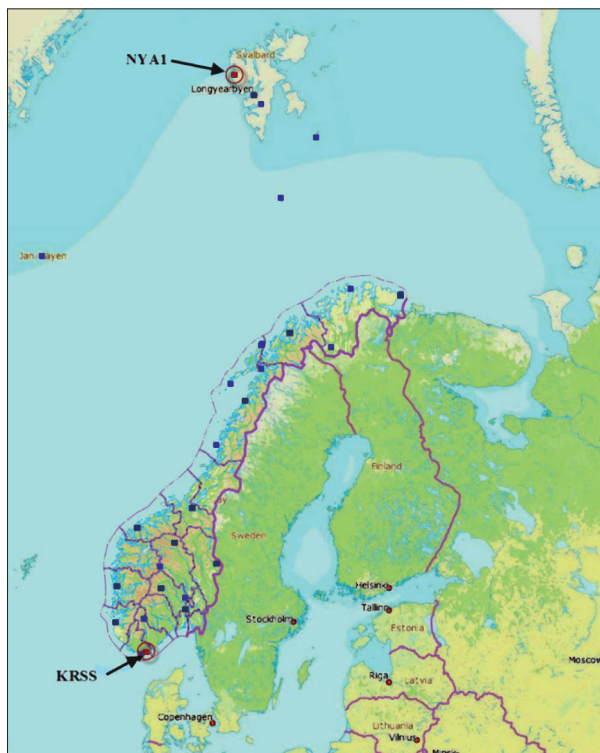 NYA1
Svalbard
Longyearbyen
Jan Mayen
Finland
Sweden
Helsinki
Tallinn
Stockholm
Estonia
Moscow
KRSS
Riga
Latvia
Copenhagen
Lithuania
Vilnius